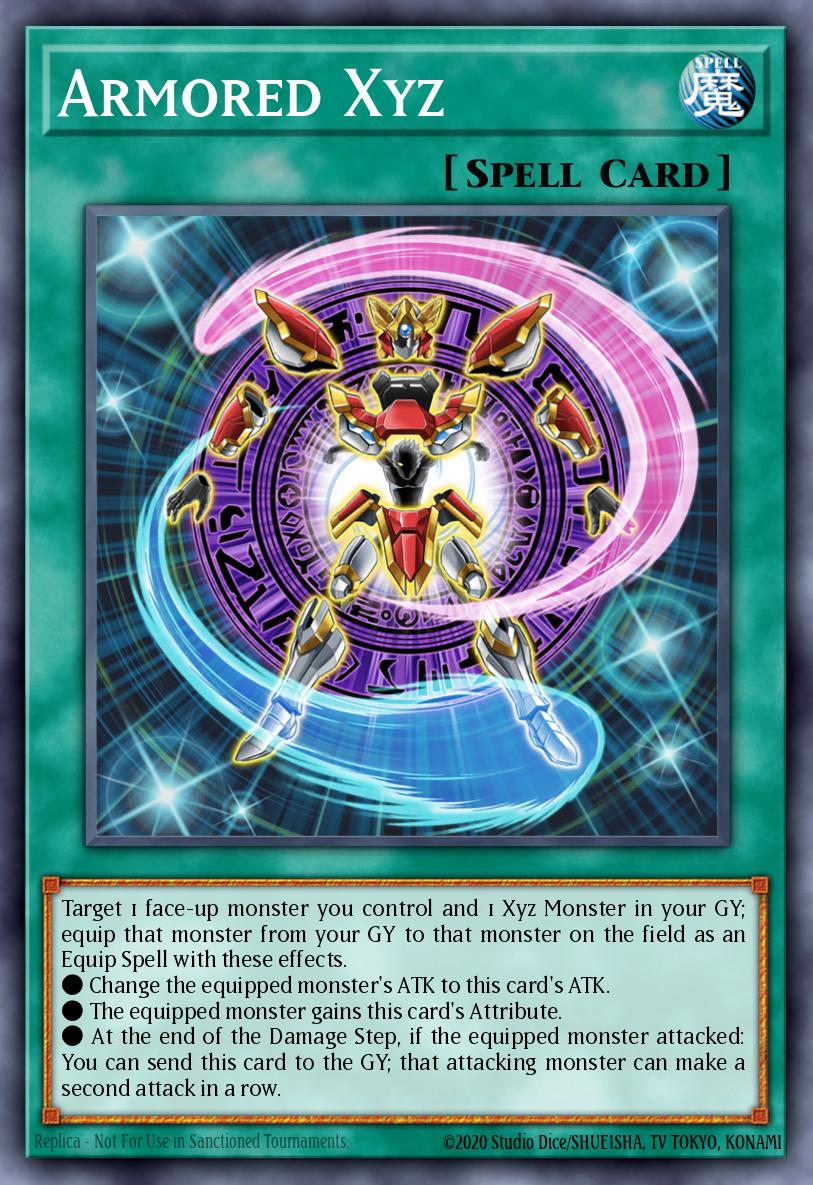 Armored Xyz
SPELL
魔
[Spell Card]
Target 1 face-up monster you control and 1 Xyz Monster in your GY;
equip that monster from your GY to that monster on the field as an
Equip Spell with these effects.
● Change the equipped monster's ATK to this card's ATK.
● The equipped monster gains this card's Attribute.
● At the end of the Damage Step, if the equipped monster attacked:
You can send this card to the GY; that attacking monster can make a
second attack in a row.
Replica - Not For Use in Sanctioned Tournaments.
©2020 Studio Dice/SHUEISHA, TV TOKYO, KONAMI